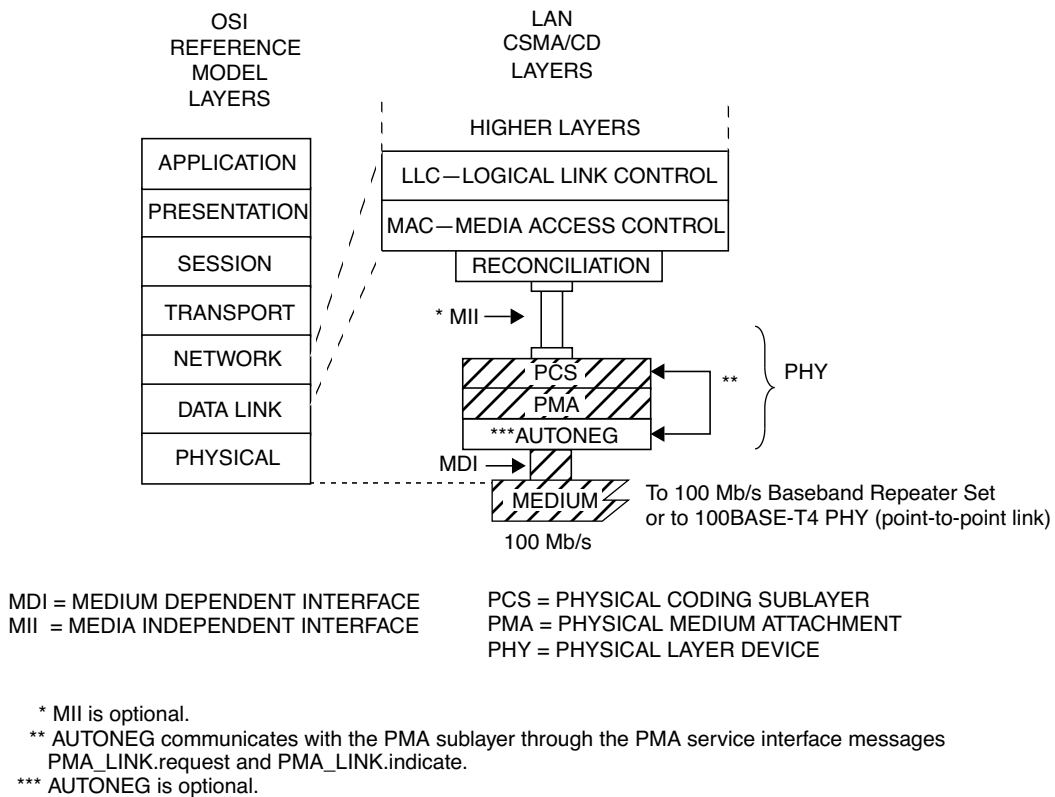 OSI
REFERENCE
MODEL
LAYERS
LAN
CSMA/CD
LAYERS
HIGHER LAYERS
APPLICATION
PRESENTATION
SESSION
TRANSPORT
NETWORK
DATA LINK
PHYSICAL
LLC—LOGICAL LINK CONTROL
MAC—MEDIA ACCESS CONTROL
RECONCILIATION
* MII
PCS
PMA
***AUTONEG
**
PHY
MDI
MEDIUM
100 Mb/s
To 100 Mb/s Baseband Repeater Set
or to 100BASE-T4 PHY (point-to-point link)
MDI = MEDIUM DEPENDENT INTERFACE
MII = MEDIA INDEPENDENT INTERFACE
PCS = PHYSICAL CODING SUBLAYER
PMA = PHYSICAL MEDIUM ATTACHMENT
PHY = PHYSICAL LAYER DEVICE
* MII is optional.
** AUTONEG communicates with the PMA sublayer through the PMA service interface messages
PMA_LINK.request and PMA_LINK.indicate.
*** AUTONEG is optional.